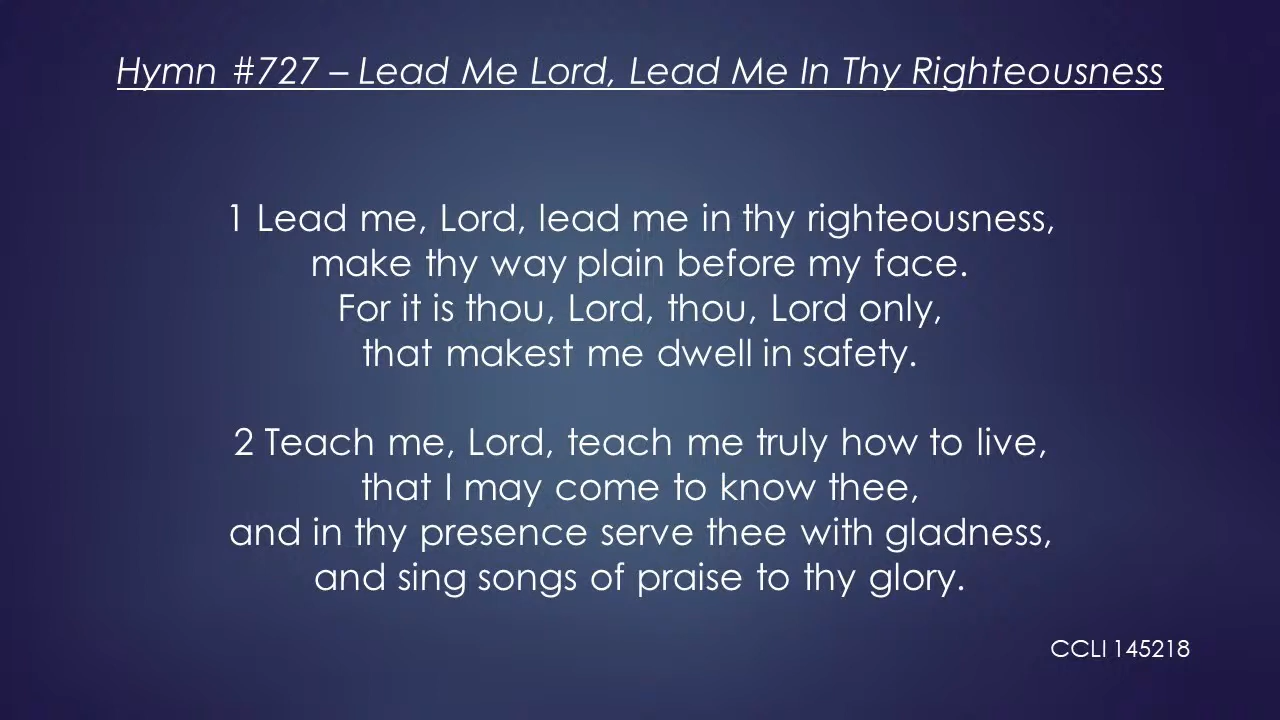 Hymn #727 – Lead Me Lord, Lead Me In Thy Righteousness
1 Lead me, Lord, lead me in thy righteousness,
make thy way plain before my face.
For it is thou, Lord, thou, Lord only,
that makest me dwell in safety.
2 Teach me, Lord, teach me truly how to live,
that I may come to know thee,
and in thy presence serve thee with gladness,
and sing songs of praise to thy glory.
CCLI 145218